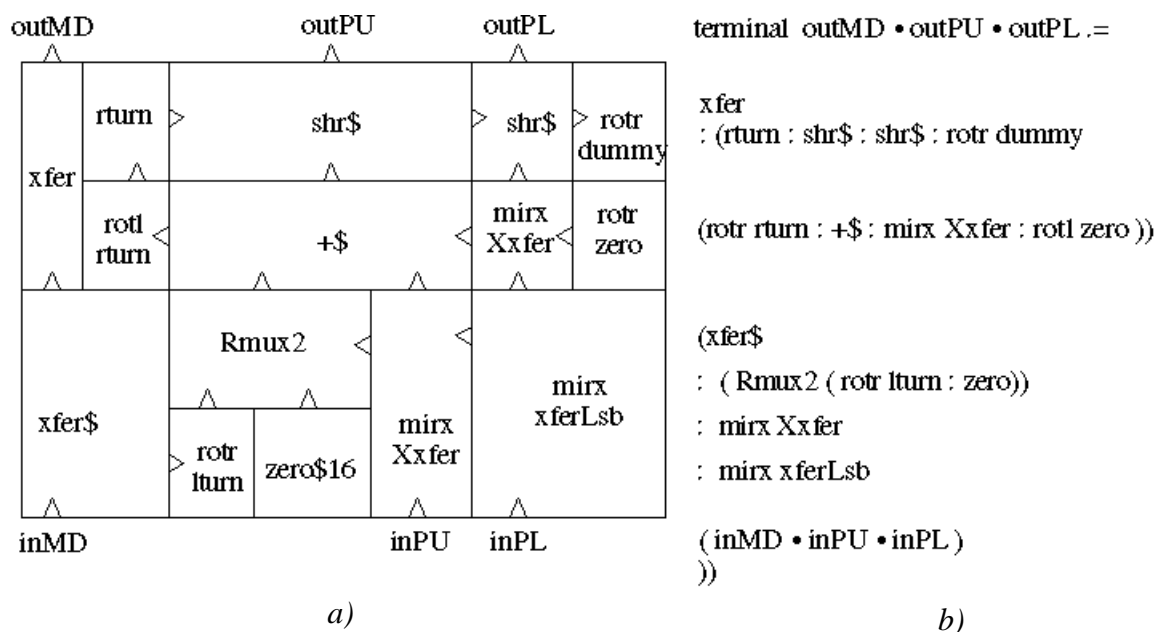 outMD outPU outPL
rturn shr$ shr$ rotr
dummy
xfer
rotl
rturn +$ mirx
Xxfer rotr
zero
Rmux2
xfer$ rotr
lturn zero$16 mirx
Xxfer mirx
xferLsb
inMD inPU inPL
a)
terminal outMD • outPU • outPL .=
xfer
: (rturn : shr$ : shr$ : rotr dummy
(rotr rturn : +$ : mirx Xxfer : rotl zero ))
(xfer$
: ( Rmux2 ( rotr lturn : zero))
: mirx Xxfer
: mirx xferLsb
( inMD • inPU • inPL )
))
b)